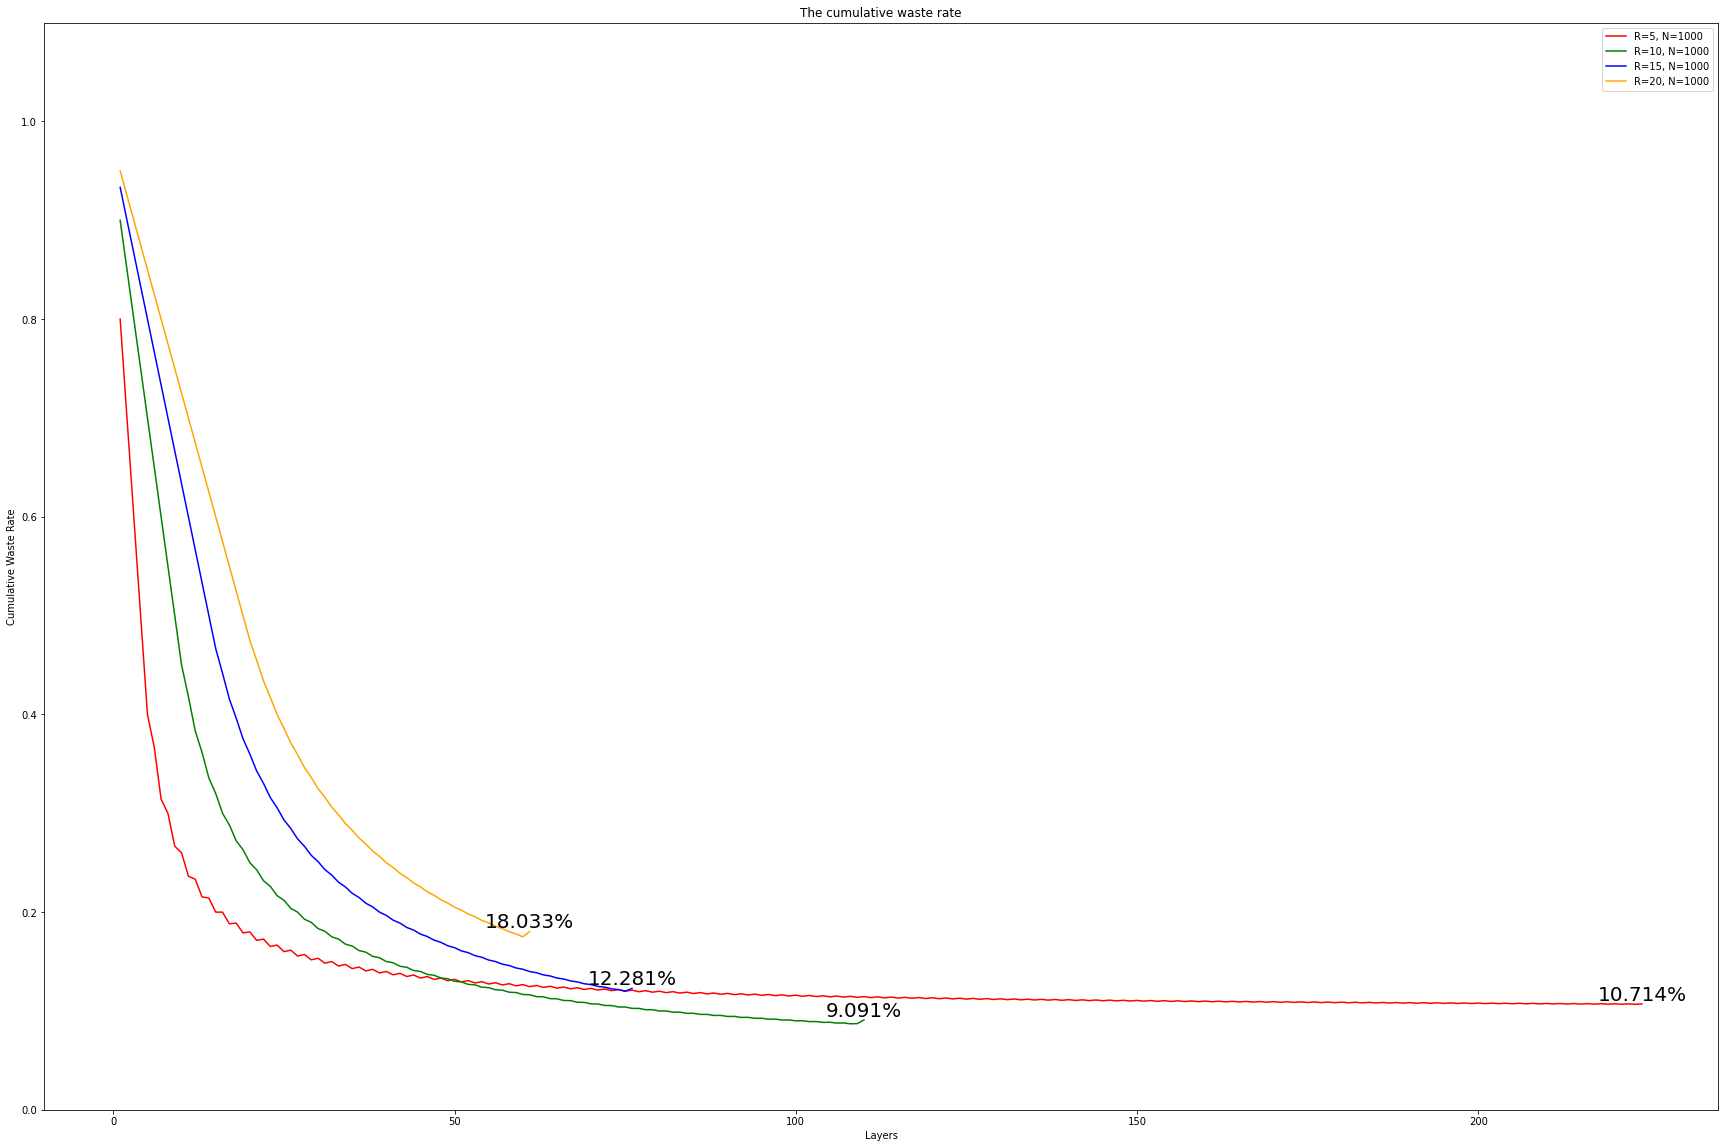 The cumulative waste rate
R=5, N=1000
R=10, N=1000
R=15, N=1000
R=20, N=1000
Cumulative Waste Rate
1.0
0.8
0.6
0.4
0.2
0.0
18.033%
12.281%
9.091%
10.714%
0
50
100
150
200
Layers